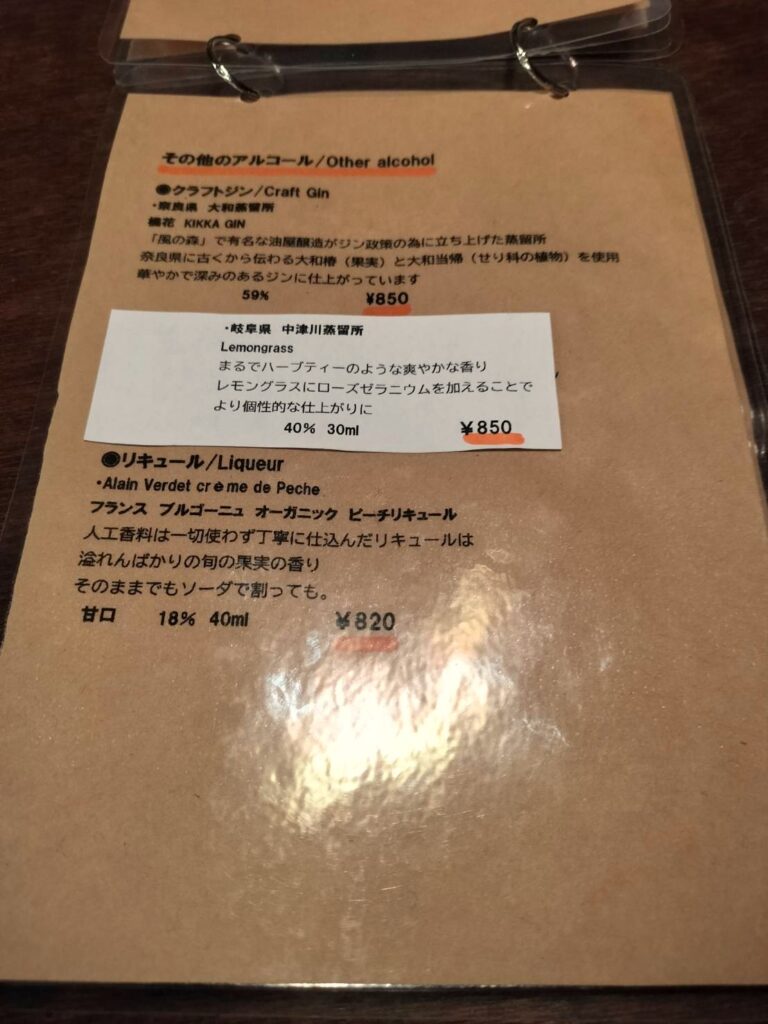 その他のアルコール/Other alcohol
●クラフトジン/Craft Gin
・奈良県 大和蒸留所
橘花 KIKKA GIN
「風の森」で有名な油屋醸造がジン政策の為に立ち上げた蒸留所
奈良県に古くから伝わる大和椿（果実）と大和当帰（せり科の植物）を使用
華やかで深みのあるジンに仕上がっています
59% ¥850
・岐阜県 中津川蒸留所
Lemongrass
まるでハーブティーのような爽やかな香り
レモングラスにローズゼラニウムを加えることで
より個性的な仕上がりに
40% 30ml ¥850
●リキュール/Liqueur
・Alain Verdet crème de Peche
フランス ブルゴーニュ オーガニック ピーチリキュール
人工香料は一切使わず丁寧に仕込んだリキュールは
溢れんばかりの旬の果実の香り
そのままでもソーダで割っても。
甘口 18% 40ml ¥820